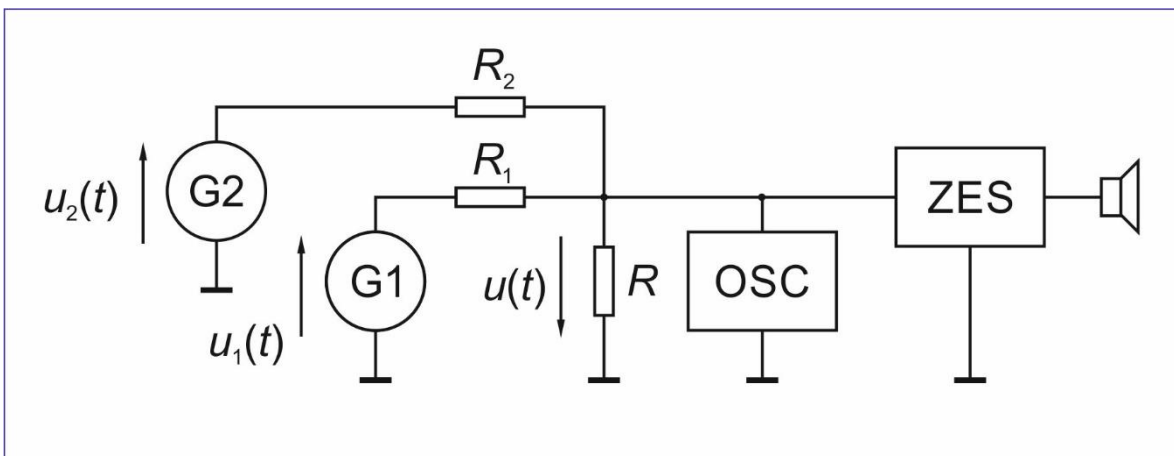 R₂
G2
u₂(t)
R₁
ZES
G1
u₁(t)
u(t)
R
OSC